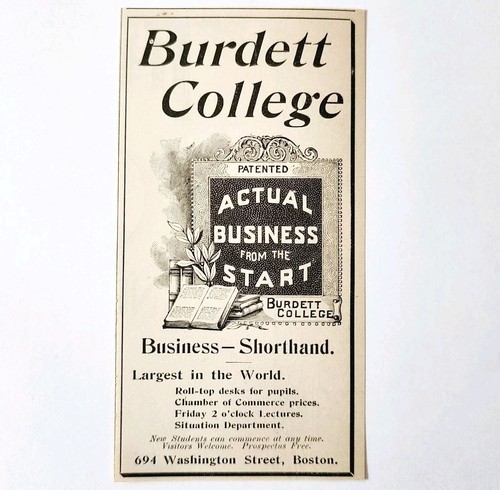 Burdett
College
PATENTED
ACTUAL
BUSINESS
FROM THE
START
BURDETT
COLLEGE
Business – Shorthand.
Largest in the World.
Roll-top desks for pupils.
Chamber of Commerce prices.
Friday 2 o'clock Lectures.
Situation Department.
New Students can commence at any time.
Visitors Welcome. Prospectus Free.
694 Washington Street, Boston.